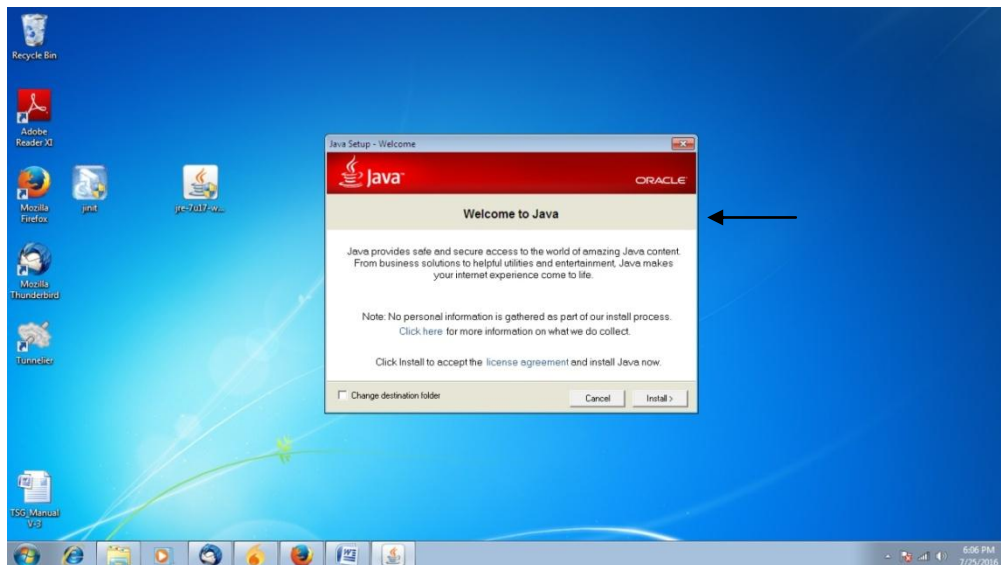 Recycle Bin
Adobe
Reader XI
Mozilla
Firefox
jinit
jre-7u17-w...
Mozilla
Thunderbird
Tunnelier
TSG_Manual
V-3
Java Setup - Welcome
Java
ORACLE
Welcome to Java
Java provides safe and secure access to the world of amazing Java content.
From business solutions to helpful utilities and entertainment, Java makes
your internet experience come to life.
Note: No personal information is gathered as part of our install process.
Click here for more information on what we do collect.
Click Install to accept the license agreement and install Java now.
Change destination folder
Cancel
Install >
6:06 PM
7/25/2016